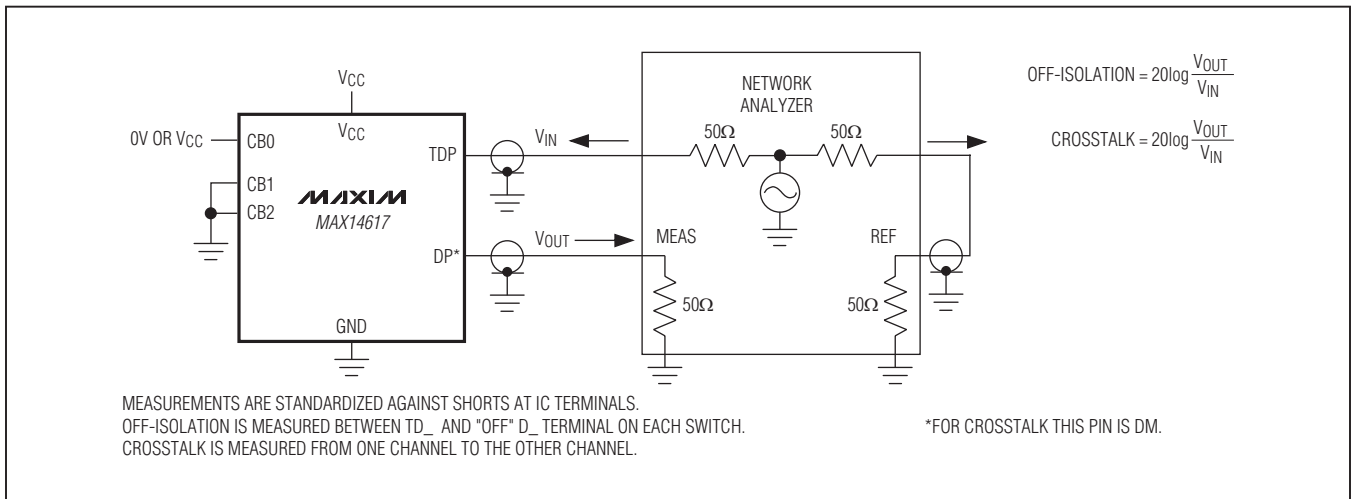 NETWORK
ANALYZER
OFF-ISOLATION = 20log VOUT/VIN
CROSSTALK = 20log VOUT/VIN
VCC
VCC
0V OR VCC
CB0
CB1
CB2
MAXIM
MAX14617
TDP
DP*
GND
VIN
VOUT
50Ω
50Ω
MEAS
REF
50Ω
50Ω
MEASUREMENTS ARE STANDARDIZED AGAINST SHORTS AT IC TERMINALS.
OFF-ISOLATION IS MEASURED BETWEEN TD_ AND "OFF" D_ TERMINAL ON EACH SWITCH.
CROSSTALK IS MEASURED FROM ONE CHANNEL TO THE OTHER CHANNEL.
*FOR CROSSTALK THIS PIN IS DM.